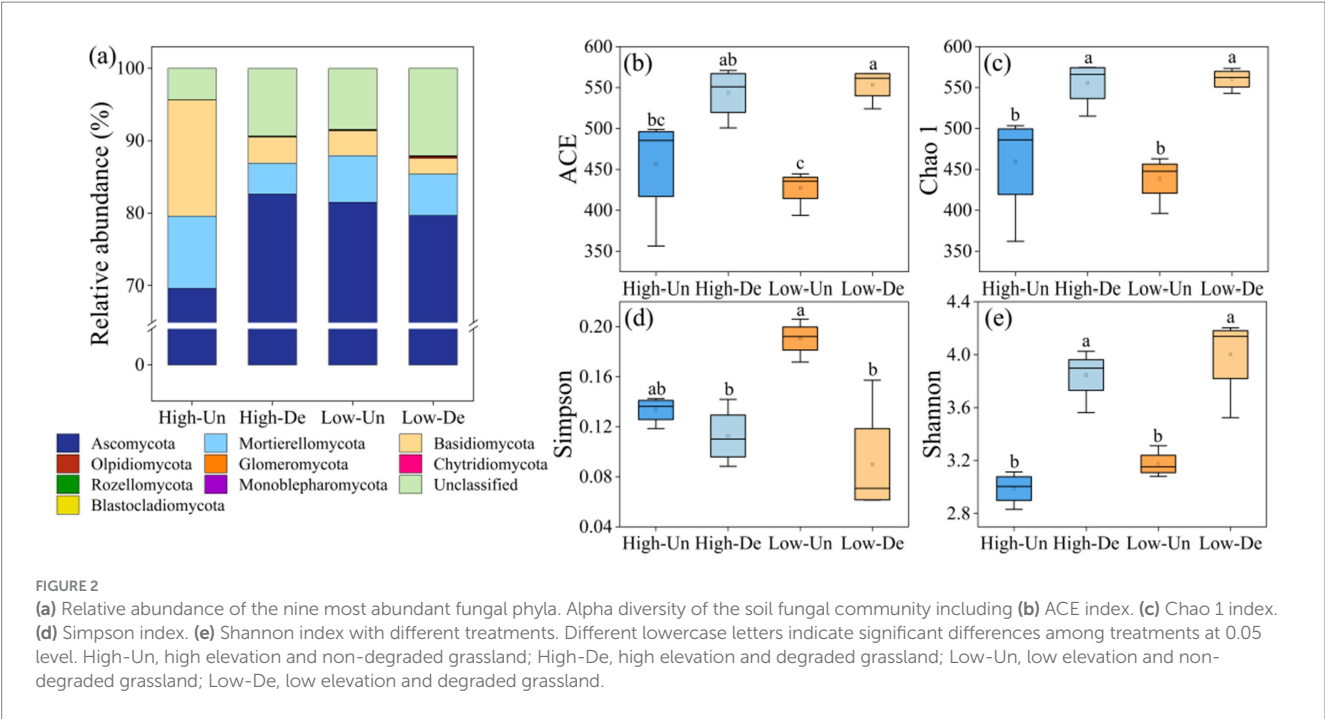 (a)
100
90
80
70
0
Relative abundance (%)
High-Un High-De Low-Un Low-De
Ascomycota Mortierellomycota Basidiomycota
Olpidiomycota Glomeromycota Chytridiomycota
Rozellomycota Monoblepharomycota Unclassified
Blastocladiomycota
(b)
600
550
500
450
400
350
ACE
bc ab c a
High-Un High-De Low-Un Low-De
(c)
600
550
500
450
400
350
Chao 1
b a b a
High-Un High-De Low-Un Low-De
(d)
0.20
0.16
0.12
0.08
0.04
Simpson
ab b a b
High-Un High-De Low-Un Low-De
(e)
4.4
4.0
3.6
3.2
2.8
Shannon
b a b a
High-Un High-De Low-Un Low-De
FIGURE 2
(a) Relative abundance of the nine most abundant fungal phyla. Alpha diversity of the soil fungal community including (b) ACE index. (c) Chao 1 index.
(d) Simpson index. (e) Shannon index with different treatments. Different lowercase letters indicate significant differences among treatments at 0.05
level. High-Un, high elevation and non-degraded grassland; High-De, high elevation and degraded grassland; Low-Un, low elevation and non-
degraded grassland; Low-De, low elevation and degraded grassland.